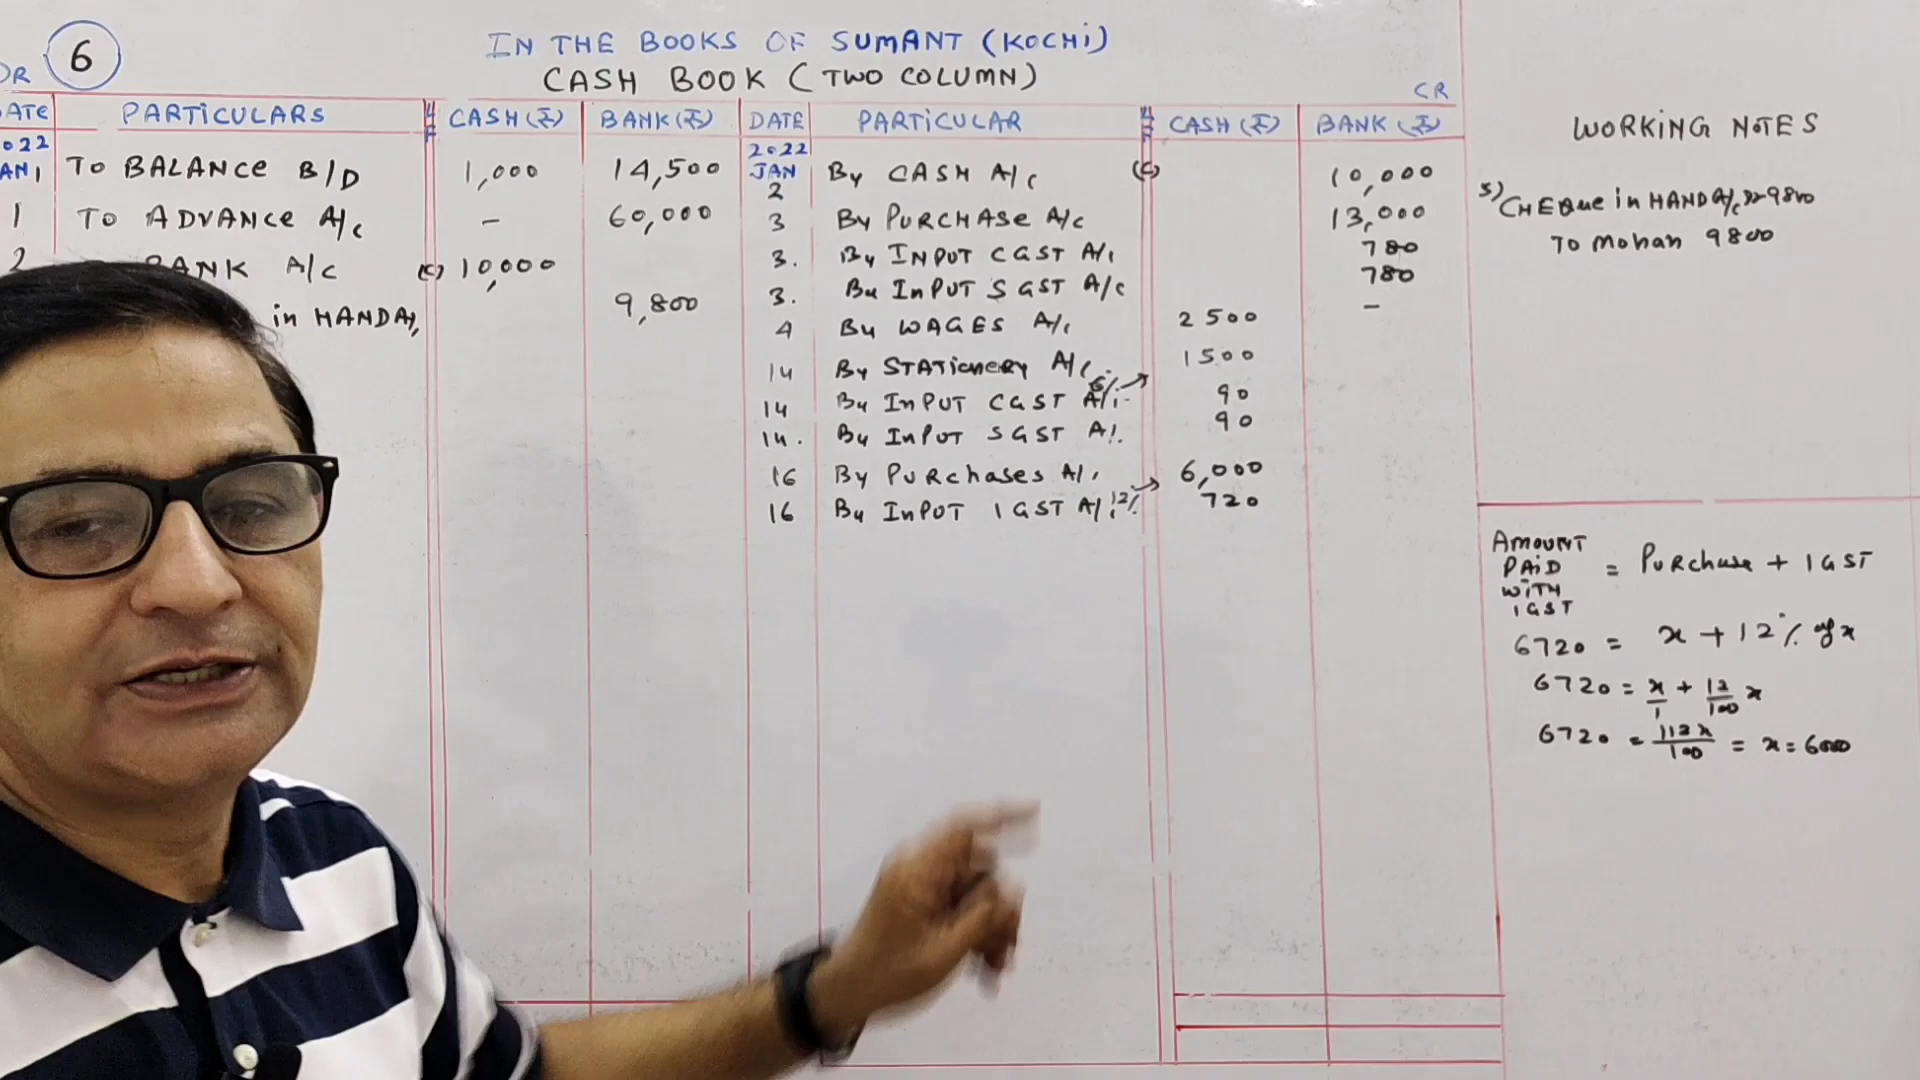 6
IN THE BOOKS OF SUMANT (KOCHI)
CASH BOOK (TWO COLUMN)
DR
CR
DATE PARTICULARS LF CASH (₹) BANK (₹) DATE PARTICULAR LF CASH (₹) BANK (₹)
2022 2022
JAN 1 TO BALANCE B/D 1,000 14,500 JAN 2 By CASH A/c (C) 10,000
1 TO ADVANCE A/c - 60,000 3 By PURCHASE A/c 13,000
2 BANK A/C (C) 10,000 3. By INPUT CGST A/c 780
in HAND A/c 9,800 3. By INPUT SGST A/c 780
4 By WAGES A/c 2500 -
14 By STATionery A/c 1500
14 By INPUT CGST A/c 6% → 90
14. By INPUT SGST A/c 90
16 By PURchases A/c 6,000
16 By INPUT IGST A/c 12% → 720
WORKING NOTES
5) CHEQue in HAND A/c Dr 9800
To Mohan 9800
AMOUNT PAID WITH IGST = PURchase + IGST
6720 = x + 12% of x
6720 = x/1 + 12/100 x
6720 = 112x/100 = x = 6000